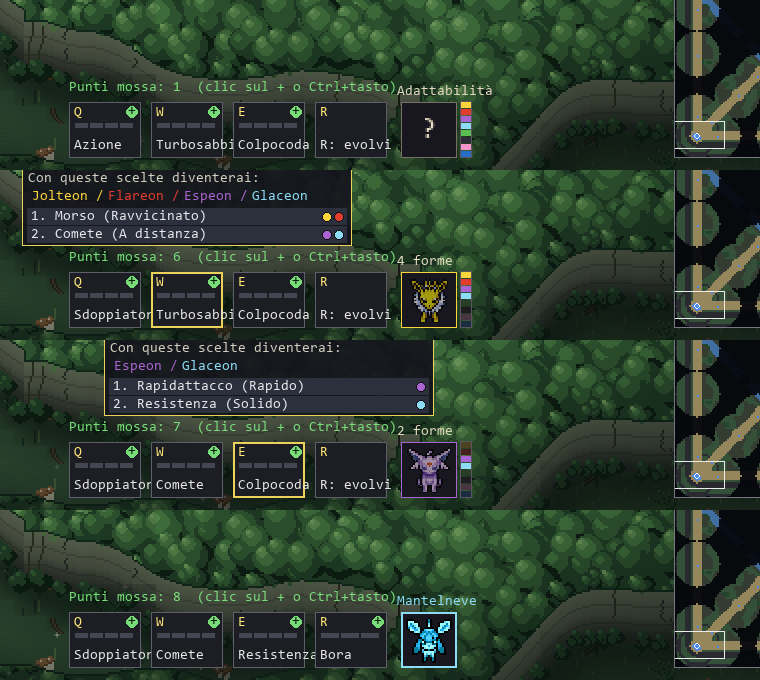 Punti mossa: 1 (clic sul + o Ctrl+tasto)
Adattabilità
Q W E R
?
Azione Turbosabbi Colpocoda R: evolvi
Con queste scelte diventerai:
Jolteon / Flareon / Espeon / Glaceon
1. Morso (Ravvicinato)
2. Comete (A distanza)
Punti mossa: 6 (clic sul + o Ctrl+tasto)
4 forme
Q W E R
Sdoppiator Turbosabbi Colpocoda R: evolvi
Con queste scelte diventerai:
Espeon / Glaceon
1. Rapidattacco (Rapido)
2. Resistenza (Solido)
Punti mossa: 7 (clic sul + o Ctrl+tasto)
2 forme
Q W E R
Sdoppiator Comete Colpocoda R: evolvi
Punti mossa: 8 (clic sul + o Ctrl+tasto)
Mantelneve
Q W E R
Sdoppiator Comete Resistenza Bora